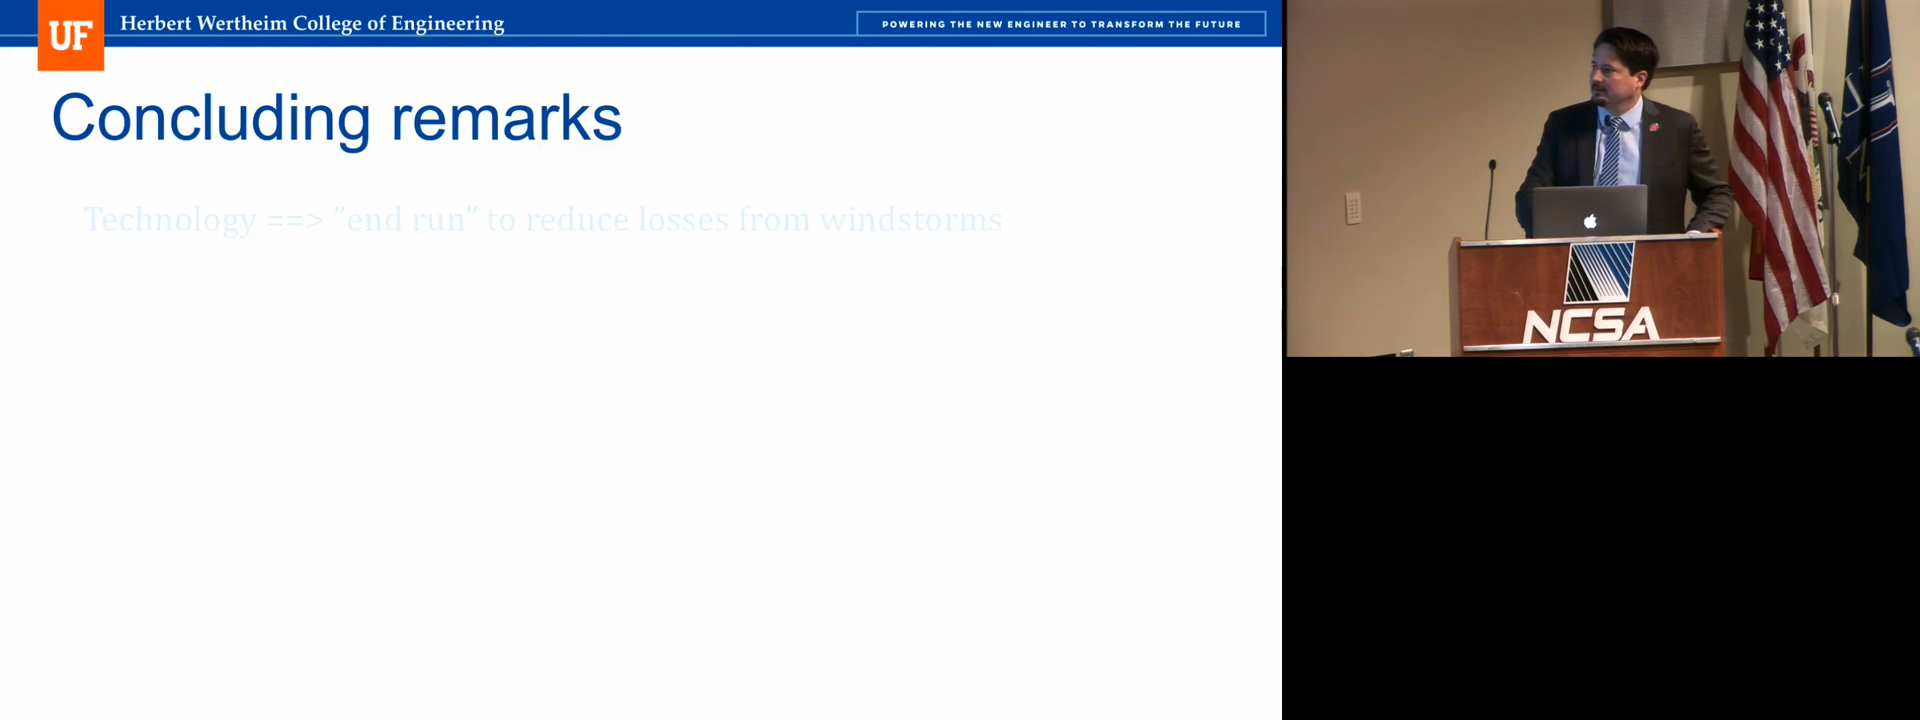 UF
Herbert Wertheim College of Engineering
POWERING THE NEW ENGINEER TO TRANSFORM THE FUTURE
Concluding remarks
Technology ==> ”end run” to reduce losses from windstorms
NCSA